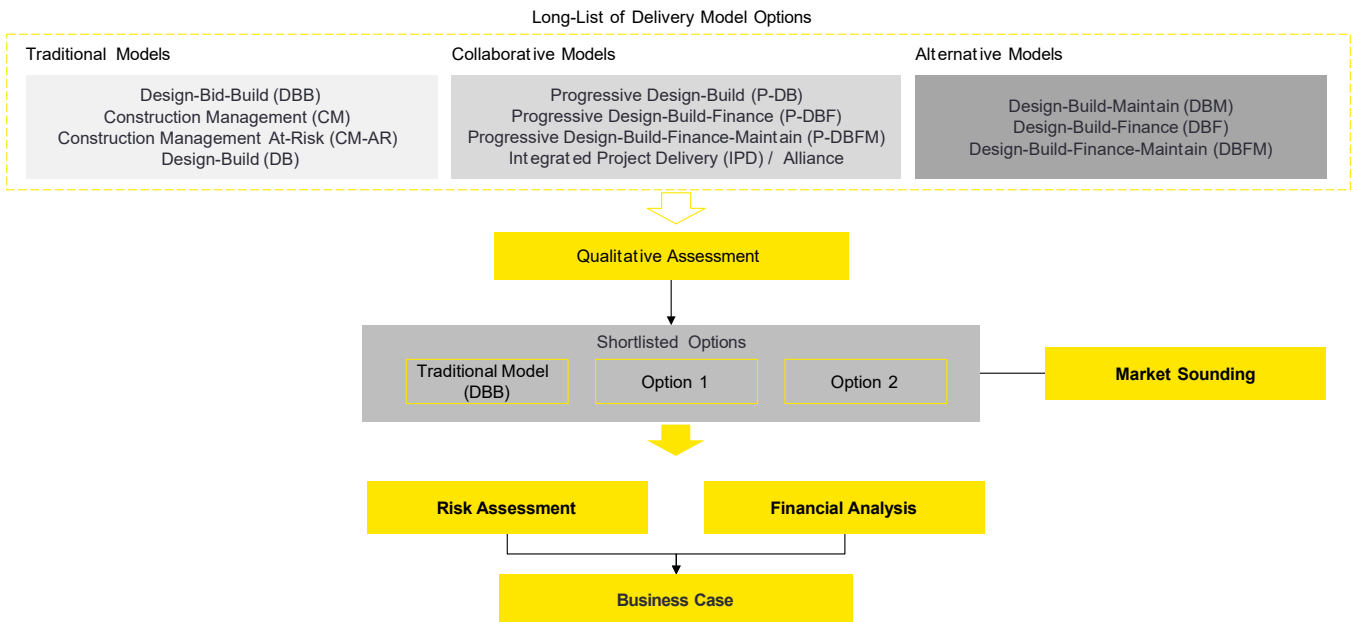 Long-List of Delivery Model Options
Traditional Models
Design-Bid-Build (DBB)
Construction Management (CM)
Construction Management At-Risk (CM-AR)
Design-Build (DB)
Collaborative Models
Progressive Design-Build (P-DB)
Progressive Design-Build-Finance (P-DBF)
Progressive Design-Build-Finance-Maintain (P-DBFM)
Integrated Project Delivery (IPD) / Alliance
Alternative Models
Design-Build-Maintain (DBM)
Design-Build-Finance (DBF)
Design-Build-Finance-Maintain (DBFM)
Qualitative Assessment
Shortlisted Options
Traditional Model
(DBB)
Option 1
Option 2
Market Sounding
Risk Assessment
Financial Analysis
Business Case